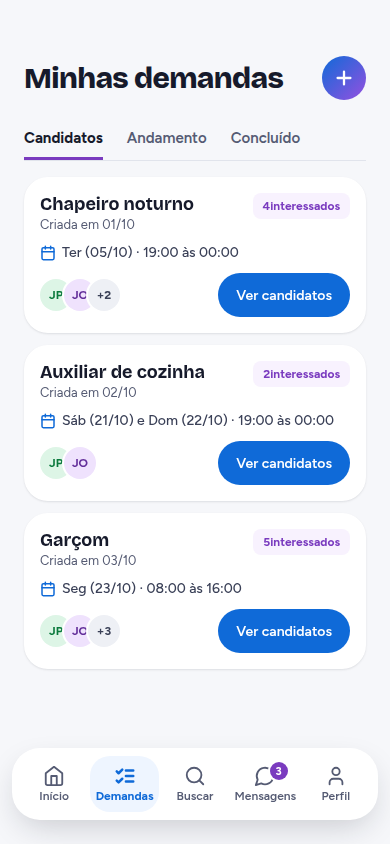 Minhas demandas
Candidatos Andamento Concluído
Chapeiro noturno
4interessados
Criada em 01/10
Ter (05/10) · 19:00 às 00:00
JP JO +2
Ver candidatos
Auxiliar de cozinha
2interessados
Criada em 02/10
Sáb (21/10) e Dom (22/10) · 19:00 às 00:00
JP JO
Ver candidatos
Garçom
5interessados
Criada em 03/10
Seg (23/10) · 08:00 às 16:00
JP JO +3
Ver candidatos
3
Início Demandas Buscar Mensagens Perfil